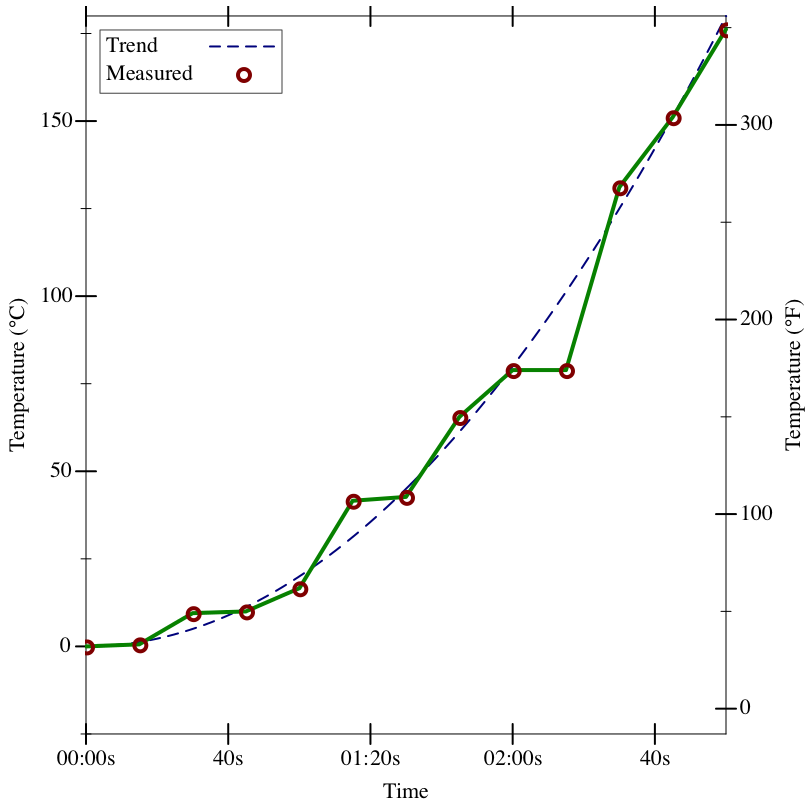 Trend
Measured
150
100
50
0
Temperature (°C)
300
200
100
0
Temperature (°F)
00:00s
40s
01:20s
02:00s
40s
Time